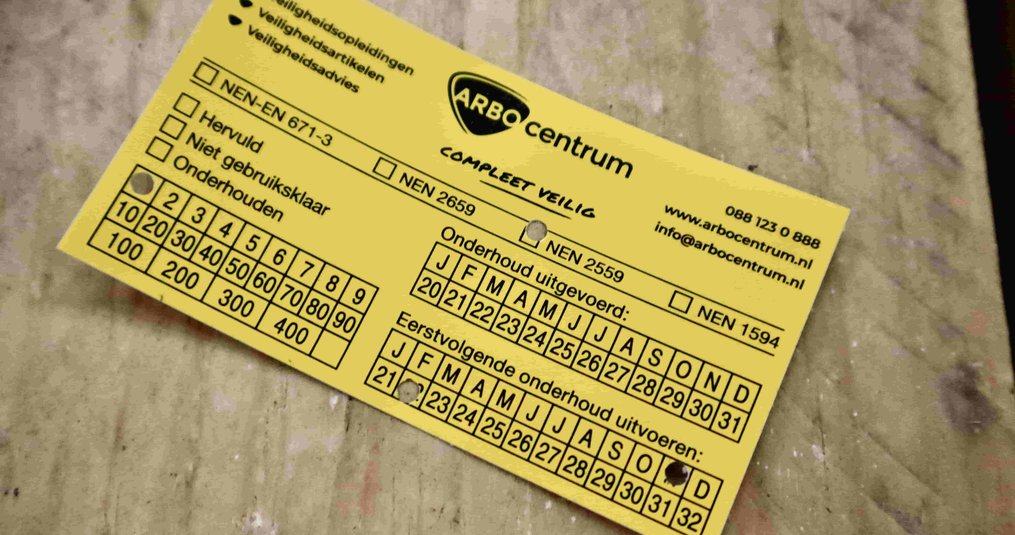 Veiligheidsopleidingen
Veiligheidsartikelen
Veiligheidsadvies
ARBO centrum
COMPLEET VEILIG
088 123 0 888
www.arbocentrum.nl
info@arbocentrum.nl
NEN-EN 671-3 NEN 2659 NEN 2559 NEN 1594
Hervuld
Niet gebruiksklaar
Onderhouden
2 3 4 5 6 7 8 9
10 20 30 40 50 60 70 80 90
100 200 300 400
Onderhoud uitgevoerd:
J F M A M J J A S O N D
20 21 22 23 24 25 26 27 28 29 30 31
Eerstvolgende onderhoud uitvoeren:
J F M A M J J A S O D
21 23 24 25 26 27 28 29 30 31 32